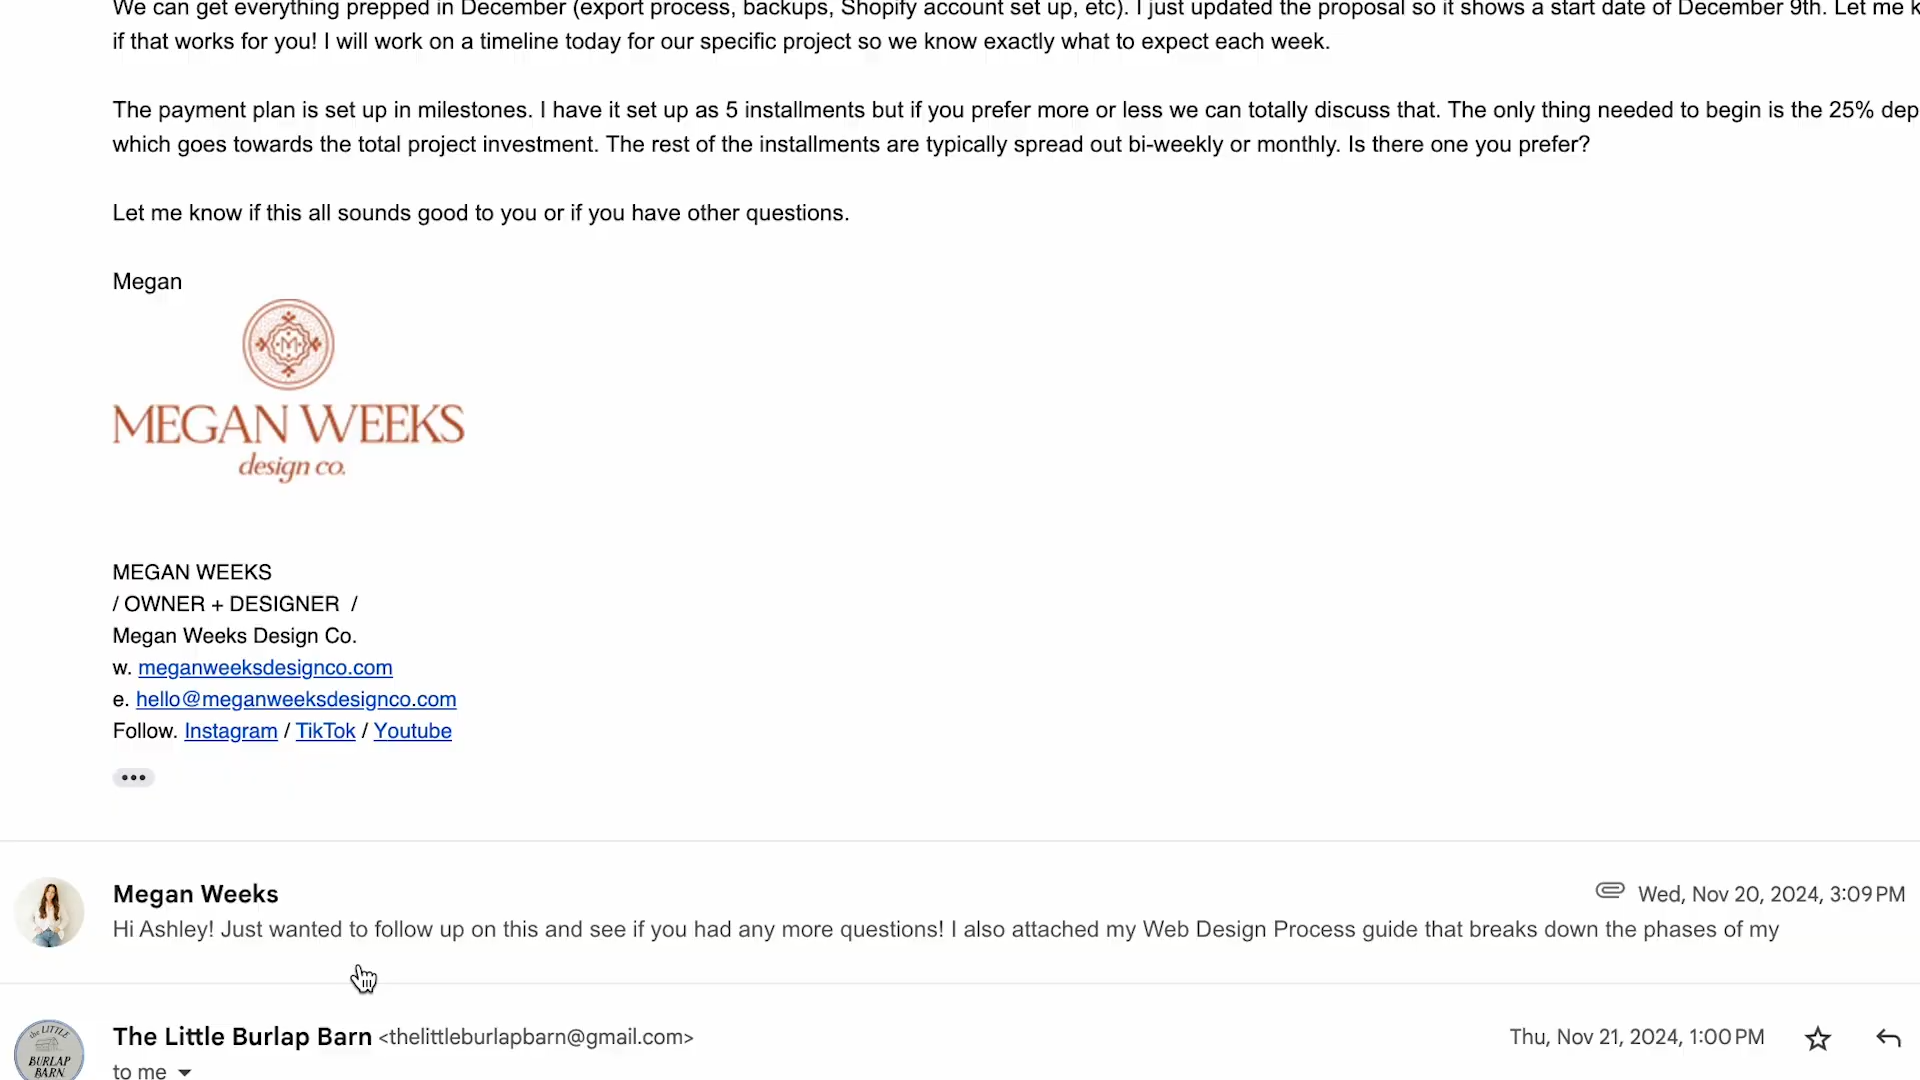 We can get everything prepped in December (export process, backups, Shopify account set up, etc). I just updated the proposal so it shows a start date of December 9th. Let me k
if that works for you! I will work on a timeline today for our specific project so we know exactly what to expect each week.
The payment plan is set up in milestones. I have it set up as 5 installments but if you prefer more or less we can totally discuss that. The only thing needed to begin is the 25% dep
which goes towards the total project investment. The rest of the installments are typically spread out bi-weekly or monthly. Is there one you prefer?
Let me know if this all sounds good to you or if you have other questions.
Megan
M
MEGAN WEEKS
design co.
MEGAN WEEKS
/ OWNER + DESIGNER /
Megan Weeks Design Co.
w. meganweeksdesignco.com
e. hello@meganweeksdesignco.com
Follow. Instagram / TikTok / Youtube
Megan Weeks
Wed, Nov 20, 2024, 3:09 PM
Hi Ashley! Just wanted to follow up on this and see if you had any more questions! I also attached my Web Design Process guide that breaks down the phases of my
the LITTLE
BURLAP
BARN
The Little Burlap Barn <thelittleburlapbarn@gmail.com>
Thu, Nov 21, 2024, 1:00 PM
to me